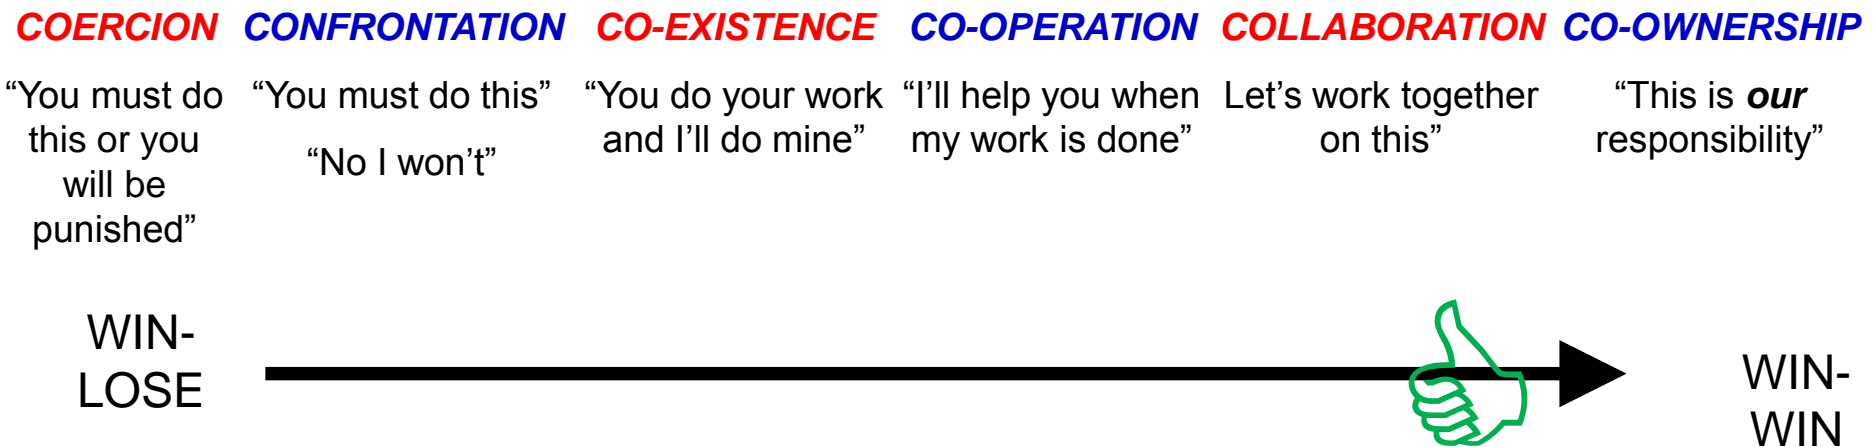 COERCION CONFRONTATION CO-EXISTENCE CO-OPERATION COLLABORATION CO-OWNERSHIP
“You must do
this or you
will be
punished”
“You must do this”
“No I won’t”
“You do your work
and I’ll do mine”
“I’ll help you when
my work is done”
Let’s work together
on this”
“This is our
responsibility”
WIN-
LOSE
WIN-
WIN